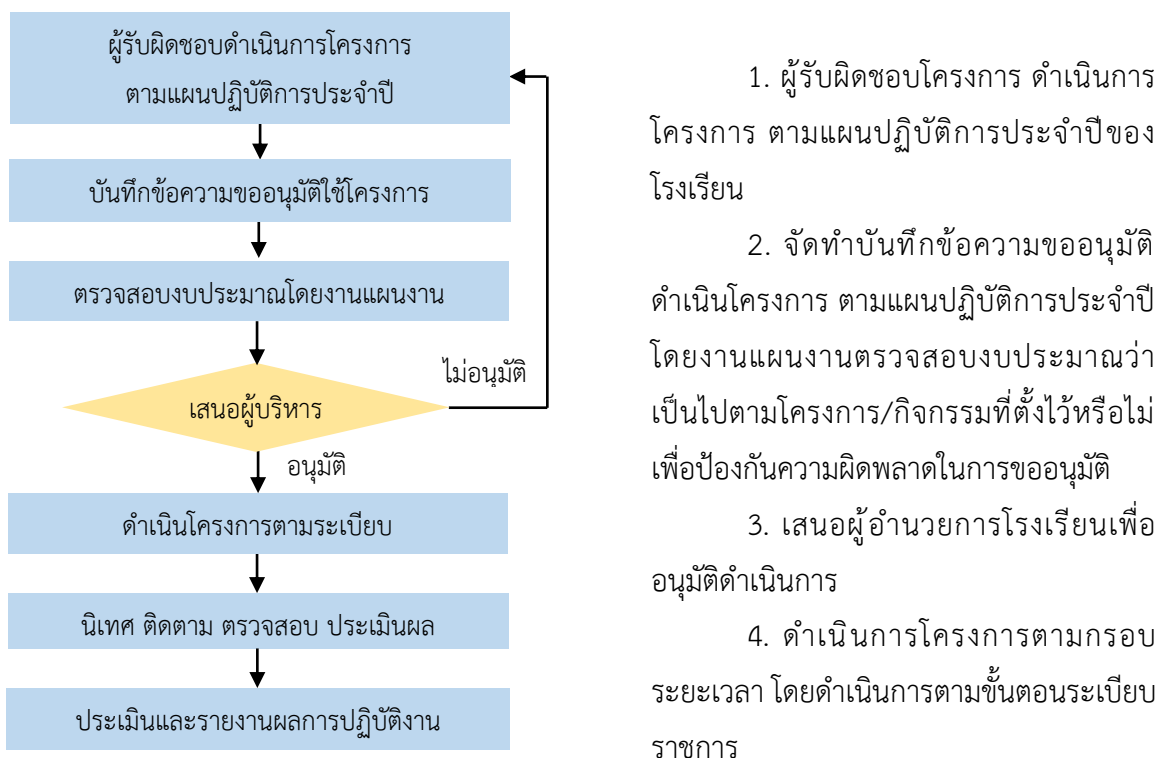 ผู้รับผิดชอบดำเนินการโครงการ
ตามแผนปฏิบัติการประจำปี
บันทึกข้อความขออนุมัติใช้โครงการ
ตรวจสอบงบประมาณโดยงานแผนงาน
เสนอผู้บริหาร
ไม่อนุมัติ
อนุมัติ
ดำเนินโครงการตามระเบียบ
นิเทศ ติดตาม ตรวจสอบ ประเมินผล
ประเมินและรายงานผลการปฏิบัติงาน
1. ผู้รับผิดชอบโครงการ ดำเนินการ
โครงการ ตามแผนปฏิบัติการประจำปีของ
โรงเรียน
2. จัดทำบันทึกข้อความขออนุมัติ
ดำเนินโครงการ ตามแผนปฏิบัติการประจำปี
โดยงานแผนงานตรวจสอบงบประมาณว่า
เป็นไปตามโครงการ/กิจกรรมที่ตั้งไว้หรือไม่
เพื่อป้องกันความผิดพลาดในการขออนุมัติ
3. เสนอผู้อำนวยการโรงเรียนเพื่อ
อนุมัติดำเนินการ
4. ดำเนินการโครงการตามกรอบ
ระยะเวลา โดยดำเนินการตามขั้นตอนระเบียบ
ราชการ